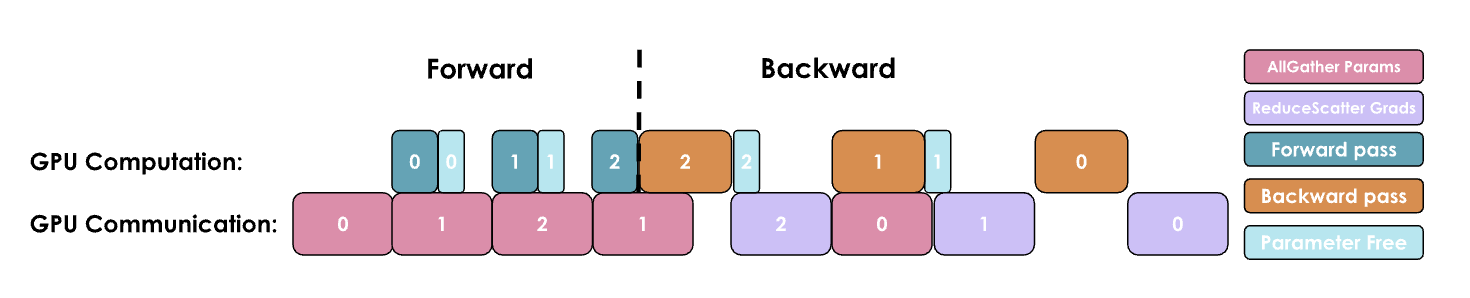 Forward
Backward
AllGather Params
ReduceScatter Grads
Forward pass
Backward pass
Parameter Free
GPU Computation:
0 0 1 1 2 2 2 1 1 0
GPU Communication:
0 1 2 1 2 0 1 0